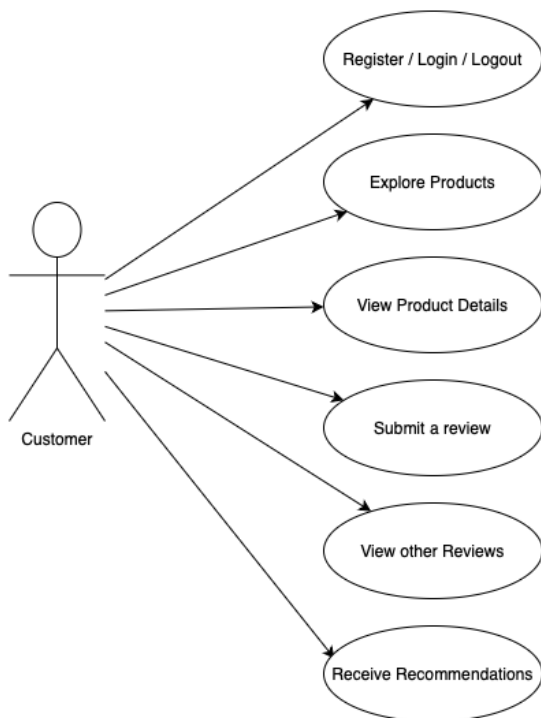 Register / Login / Logout
Explore Products
View Product Details
Submit a review
Customer
View other Reviews
Receive Recommendations